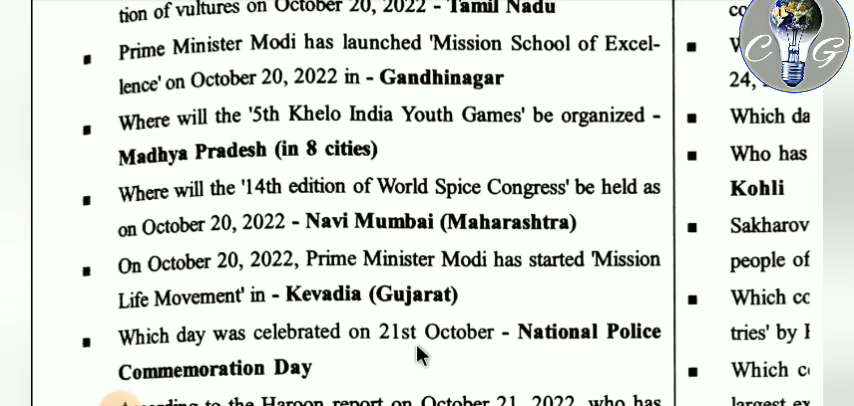 tion of vultures on October 20, 2022 - Tamil Nadu
▪ Prime Minister Modi has launched 'Mission School of Excel-
lence' on October 20, 2022 in - Gandhinagar
▪ Where will the '5th Khelo India Youth Games' be organized -
Madhya Pradesh (in 8 cities)
▪ Where will the '14th edition of World Spice Congress' be held as
on October 20, 2022 - Navi Mumbai (Maharashtra)
▪ On October 20, 2022, Prime Minister Modi has started 'Mission
Life Movement' in - Kevadia (Gujarat)
▪ Which day was celebrated on 21st October - National Police
Commemoration Day
to the Haroon report on October 21, 2022, who has
C G
24,
▪ Which da
▪ Who has
Kohli
▪ Sakharov
people of
▪ Which cc
tries' by
▪ Which c
largest ex